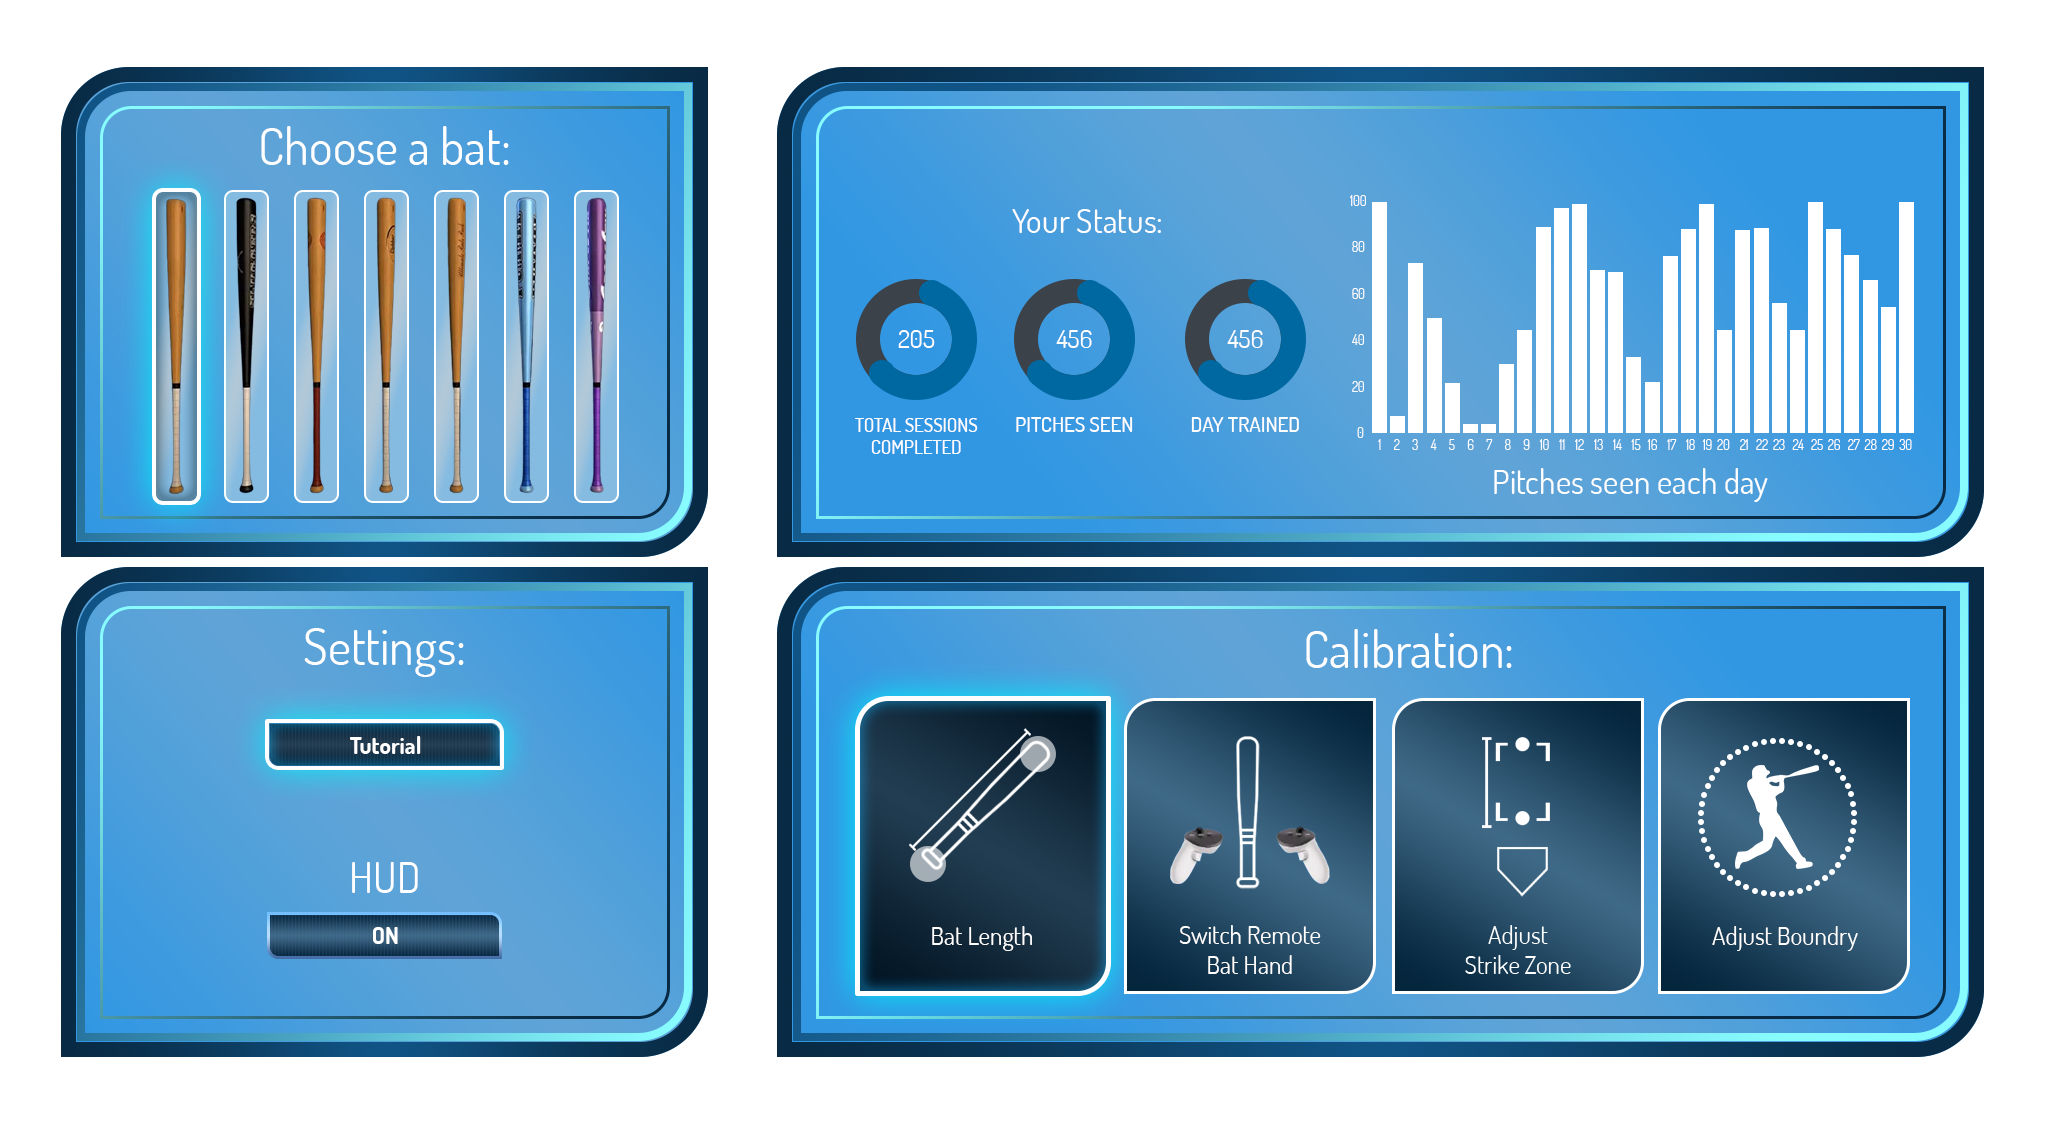 Choose a bat:
Your Status:
205
456
456
TOTAL SESSIONS
COMPLETED
PITCHES SEEN
DAY TRAINED
100
80
60
40
20
0
1 2 3 4 5 6 7 8 9 10 11 12 13 14 15 16 17 18 19 20 21 22 23 24 25 26 27 28 29 30
Pitches seen each day
Settings:
Tutorial
HUD
ON
Calibration:
Bat Length
Switch Remote
Bat Hand
Adjust
Strike Zone
Adjust Boundry